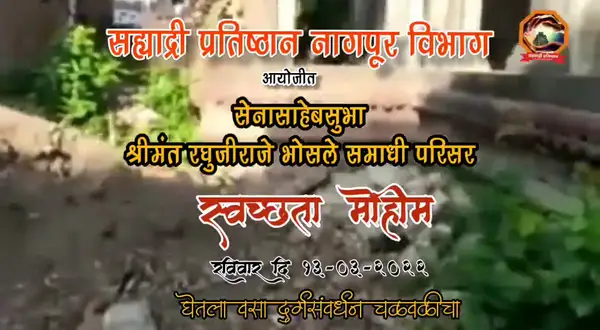 सह्याद्री प्रतिष्ठान नागपूर विभाग
आयोजीत
सेनासाहेबसुभा
श्रीमंत रघुजीराजे भोसले समाधी परिसर
स्वच्छता मोहीम
रविवार दि १३-०३-२०२२
घेतला वसा दुर्गसंवर्धन चळवळीचा